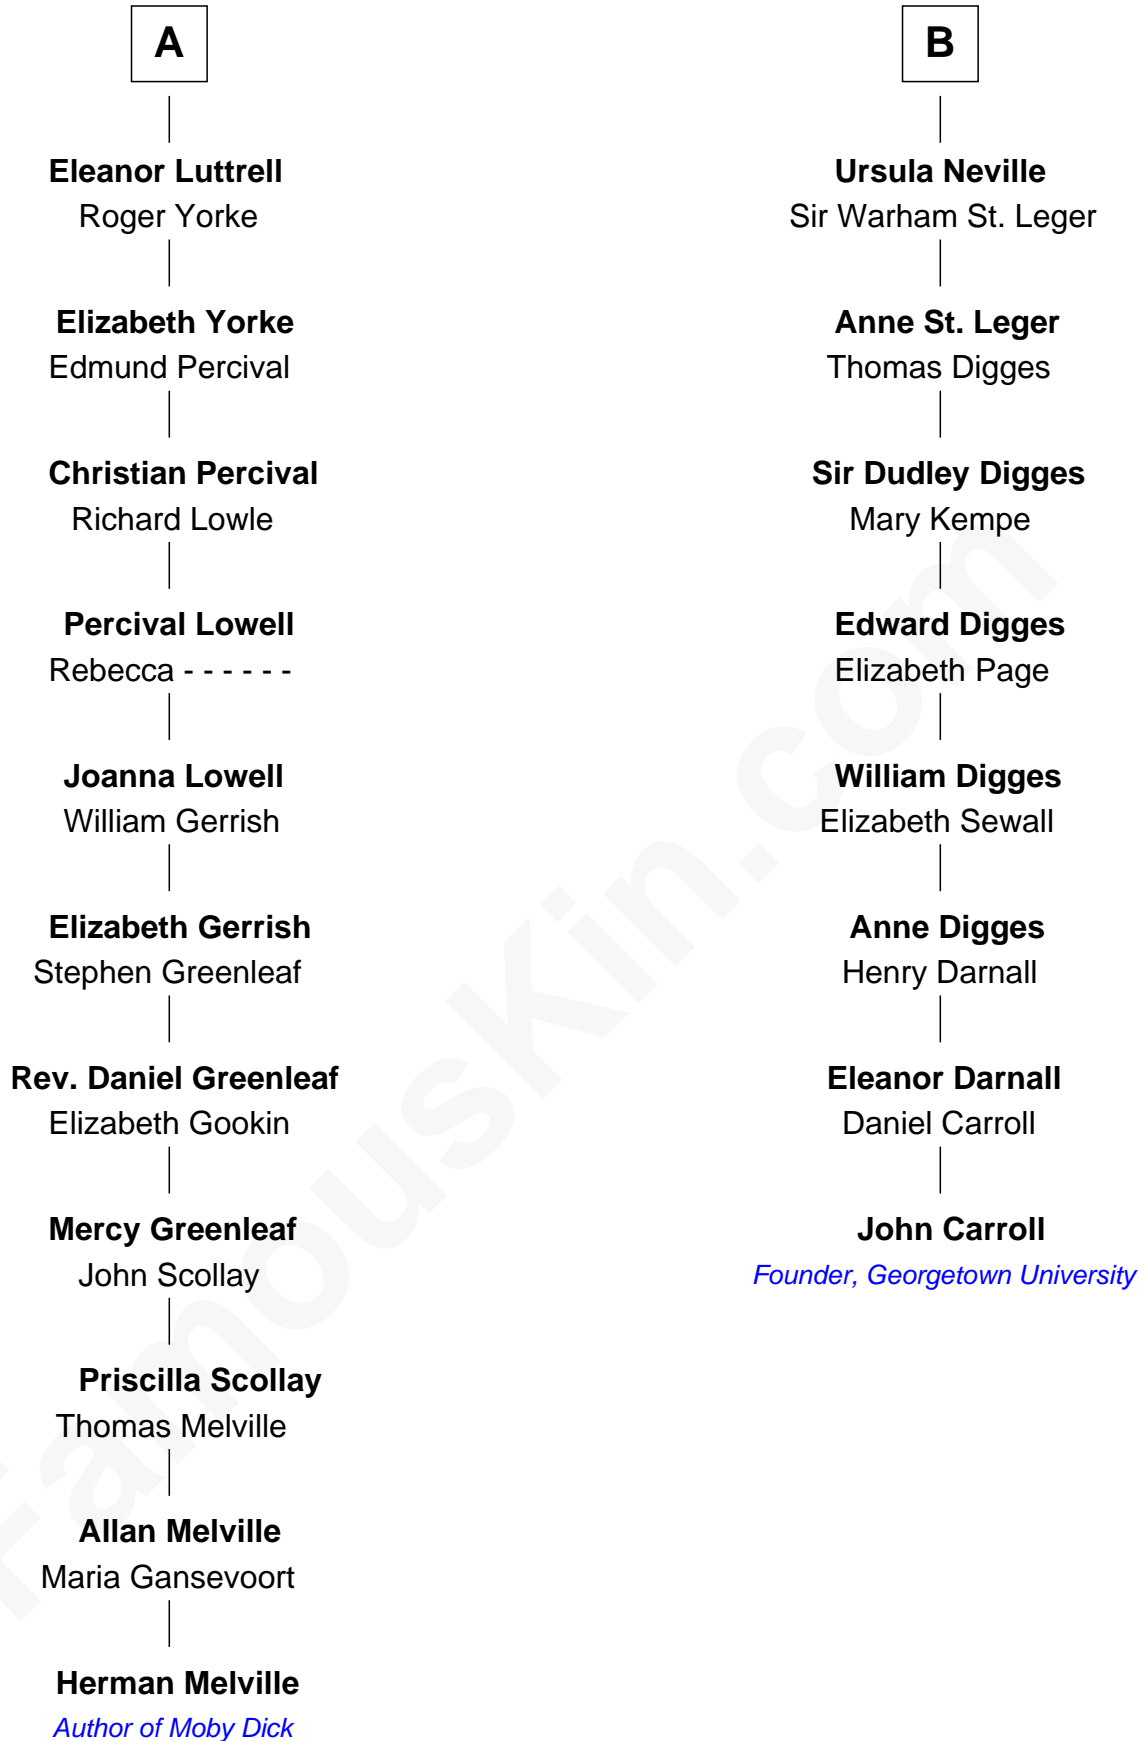 A
Eleanor Luttrell
Roger Yorke
Elizabeth Yorke
Edmund Percival
Christian Percival
Richard Lowle
Percival Lowell
Rebecca - - - - - -
Joanna Lowell
William Gerrish
Elizabeth Gerrish
Stephen Greenleaf
Rev. Daniel Greenleaf
Elizabeth Gookin
Mercy Greenleaf
John Scollay
Priscilla Scollay
Thomas Melville
Allan Melville
Maria Gansevoort
Herman Melville
Author of Moby Dick
B
Ursula Neville
Sir Warham St. Leger
Anne St. Leger
Thomas Digges
Sir Dudley Digges
Mary Kempe
Edward Digges
Elizabeth Page
William Digges
Elizabeth Sewall
Anne Digges
Henry Darnall
Eleanor Darnall
Daniel Carroll
John Carroll
Founder, Georgetown University
FamousKin.com